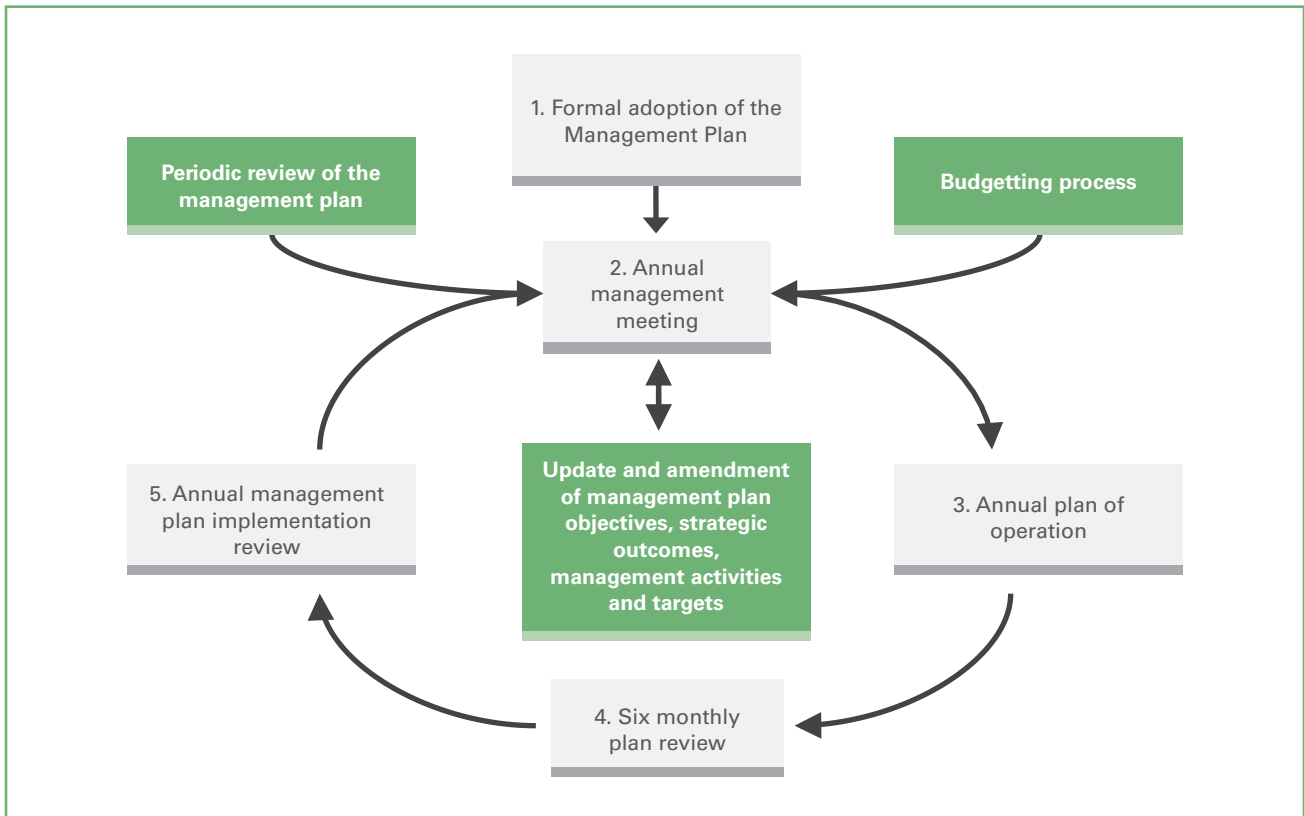 1. Formal adoption of the
Management Plan
Periodic review of the
management plan
Budgetting process
2. Annual
management
meeting
5. Annual management
plan implementation
review
Update and amendment
of management plan
objectives, strategic
outcomes,
management activities
and targets
3. Annual plan of
operation
4. Six monthly
plan review